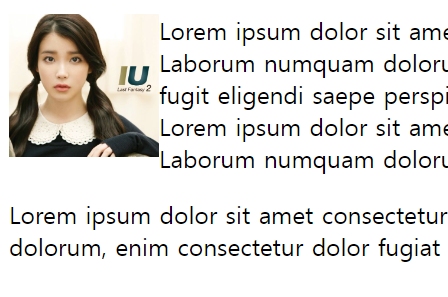 IU
Last Fantasy 2
Lorem ipsum dolor sit ame
Laborum numquam doloru
fugit eligendi saepe perspi
Lorem ipsum dolor sit ame
Laborum numquam doloru
Lorem ipsum dolor sit amet consectetur
dolorum, enim consectetur dolor fugiat